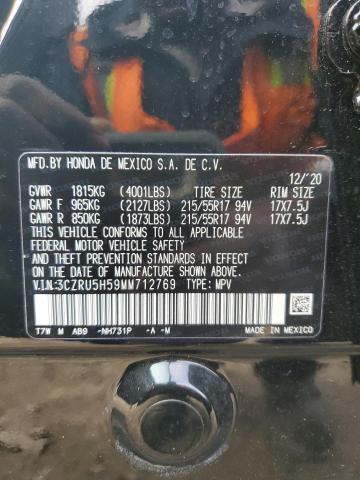 MFD.BY HONDA DE MEXICO S.A. DE C.V.
12/'20
GVWR 1815KG (4001LBS) TIRE SIZE RIM SIZE
GAWR F 965KG (2127LBS) 215/55R17 94V 17X7.5J
GAWR R 850KG (1873LBS) 215/55R17 94V 17X7.5J
THIS VEHICLE CONFORMS TO ALL APPLICABLE
FEDERAL MOTOR VEHICLE SAFETY AND THEFT
PREVENTION STANDARDS IN EFFECT ON THE
DATE OF MANUFACTURE SHOWN ABOVE.
V.I.N:3CZRU5H59MM712769 TYPE: MPV
T7W M AB9 -NH731P -A -M MADE IN MEXICO